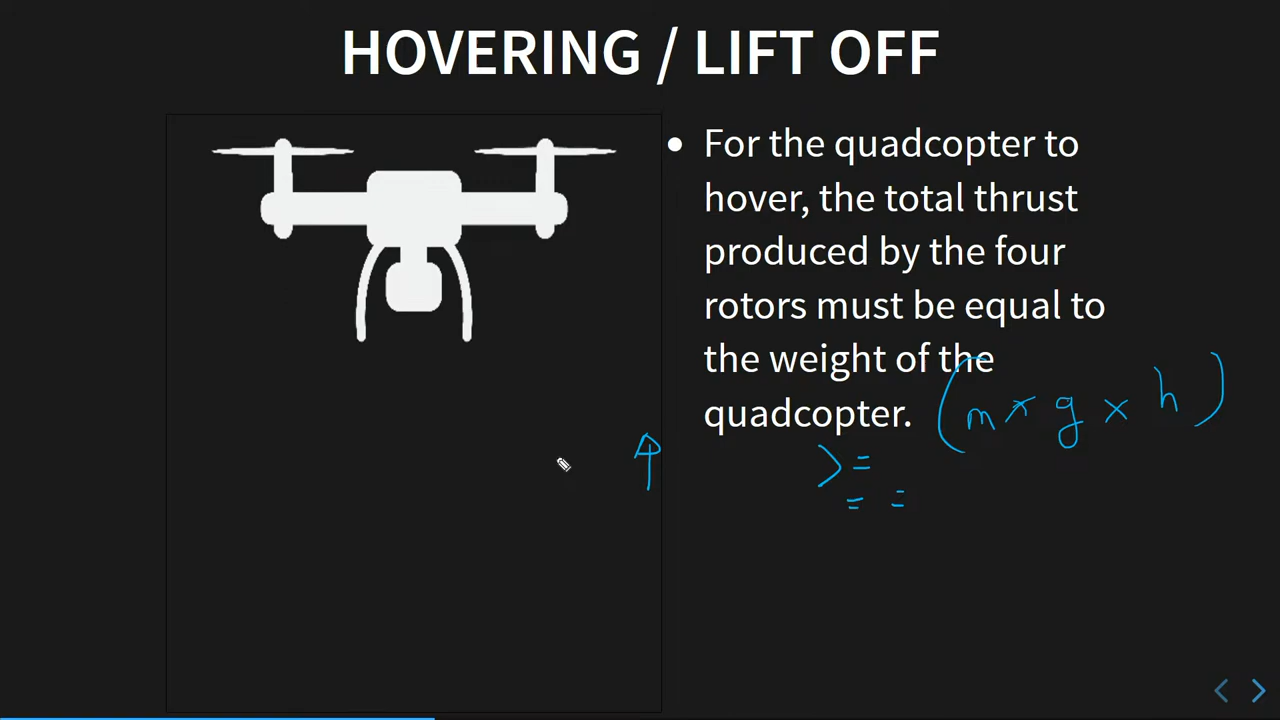 HOVERING / LIFT OFF
• For the quadcopter to
hover, the total thrust
produced by the four
rotors must be equal to
the weight of the
quadcopter. (m × g × h)
>=
= =